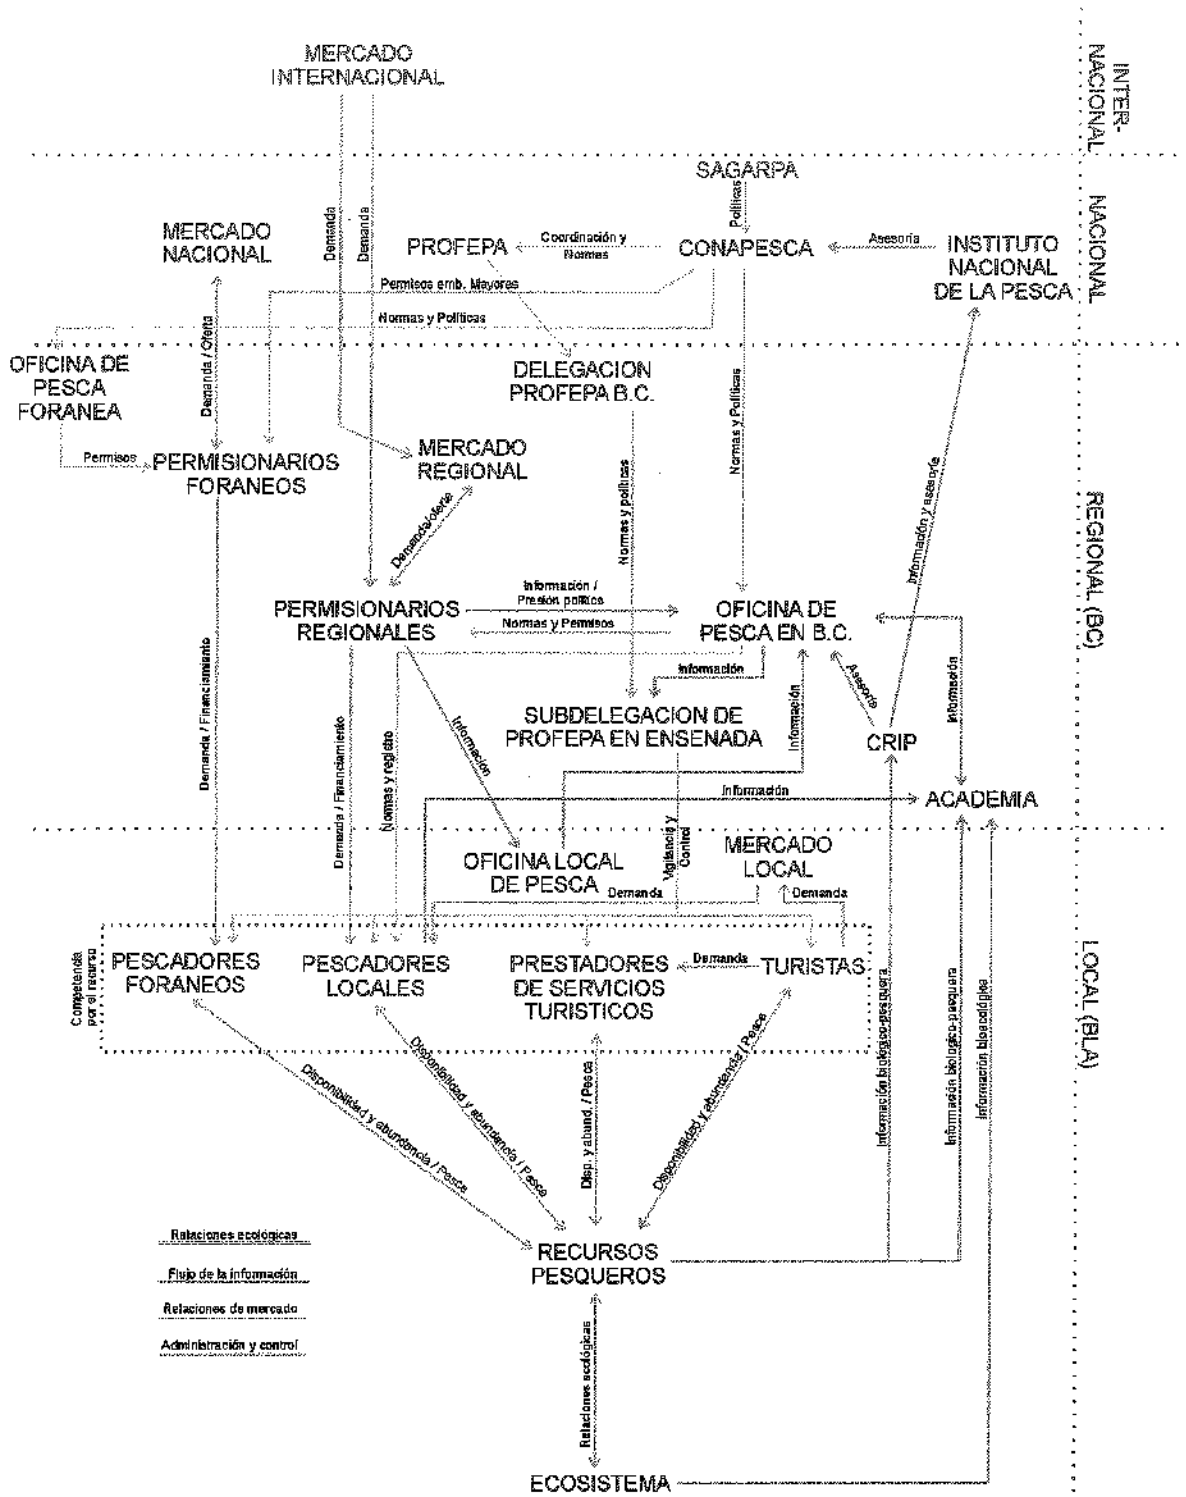 MERCADO
INTERNACIONAL
INTER-
NACIONAL
SAGARPA
Políticas
Demanda
Demanda
MERCADO
NACIONAL
PROFEPA
Coordinación y
Normas
CONAPESCA
Asesoría
INSTITUTO
NACIONAL
DE LA PESCA
NACIONAL
Permisos emb. Mayores
Normas y Políticas
OFICINA DE
PESCA
FORANEA
Demanda / Oferta
DELEGACION
PROFEPA B.C.
Normas y Políticas
Permisos
PERMISIONARIOS
FORANEOS
MERCADO
REGIONAL
Normas y políticas
Información y asesoría
Demanda/oferta
REGIONAL (BC)
PERMISIONARIOS
REGIONALES
Información /
Presión política
Normas y Permisos
OFICINA DE
PESCA EN B.C.
Información
Asesoría
Información
Información
Demanda / Financiamiento
Demanda / Financiamiento
Normas y registro
Información
SUBDELEGACION DE
PROFEPA EN ENSENADA
CRIP
Información
ACADEMIA
Vigilancia y
Control
OFICINA LOCAL
DE PESCA
MERCADO
LOCAL
Demanda
Demanda
Competencia
por el recurso
PESCADORES
FORANEOS
PESCADORES
LOCALES
PRESTADORES
DE SERVICIOS
TURISTICOS
Demanda
TURISTAS
LOCAL (BLA)
Disponibilidad y abundancia / Pesca
Disponibilidad y abundancia / Pesca
Disp. y abund. / Pesca
Disponibilidad y abundancia / Pesca
Información biológico-pesquera
Información biologico-pesquera
Información bioecológica
RECURSOS
PESQUEROS
Relaciones ecológicas
Flujo de la información
Relaciones de mercado
Administración y control
Relaciones ecológicas
ECOSISTEMA